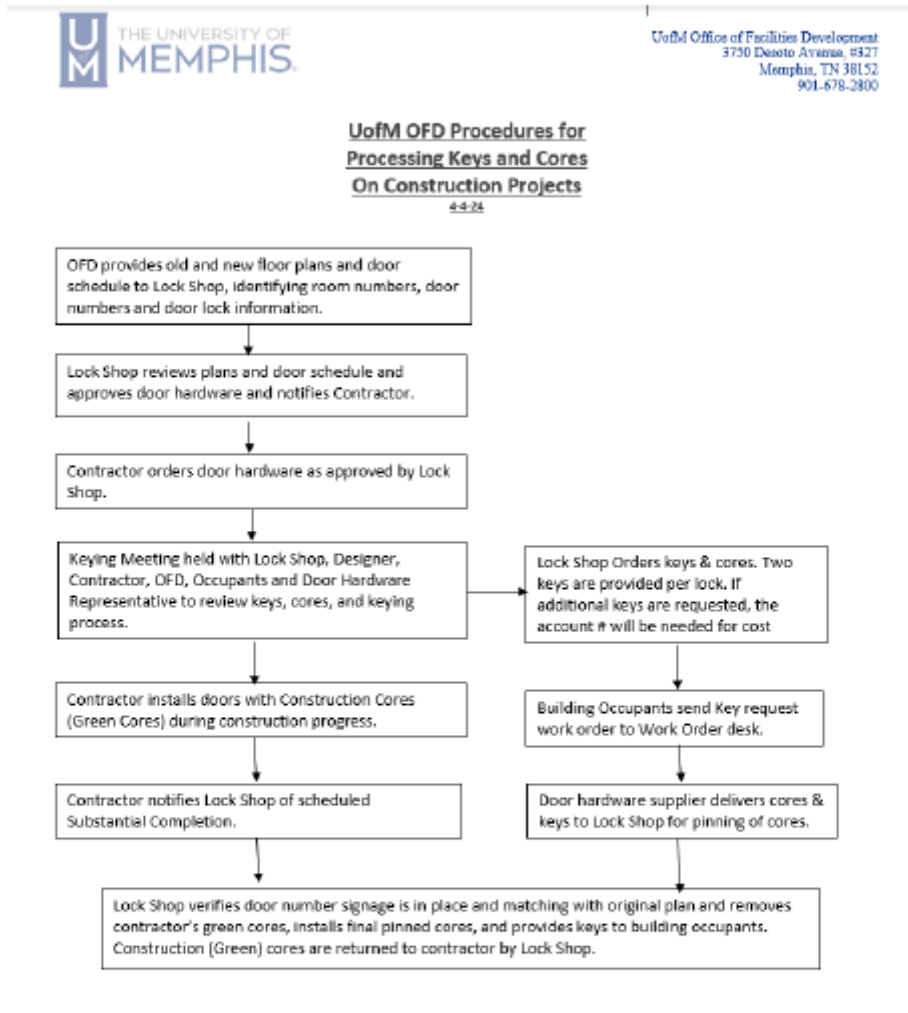 UM
THE UNIVERSITY OF
MEMPHIS.
UofM Office of Facilities Development
3750 Desoto Avenue, #327
Memphis, TN 38152
901-678-2800
UofM OFD Procedures for
Processing Keys and Cores
On Construction Projects
4-4-24
OFD provides old and new floor plans and door
schedule to Lock Shop, identifying room numbers, door
numbers and door lock information.
Lock Shop reviews plans and door schedule and
approves door hardware and notifies Contractor.
Contractor orders door hardware as approved by Lock
Shop.
Keying Meeting held with Lock Shop, Designer,
Contractor, OFD, Occupants and Door Hardware
Representative to review keys, cores, and keying
process.
Lock Shop Orders keys & cores. Two
keys are provided per lock. If
additional keys are requested, the
account # will be needed for cost
Contractor installs doors with Construction Cores
(Green Cores) during construction progress.
Building Occupants send Key request
work order to Work Order desk.
Contractor notifies Lock Shop of scheduled
Substantial Completion.
Door hardware supplier delivers cores &
keys to Lock Shop for pinning of cores.
Lock Shop verifies door number signage is in place and matching with original plan and removes
contractor's green cores, installs final pinned cores, and provides keys to building occupants.
Construction (Green) cores are returned to contractor by Lock Shop.